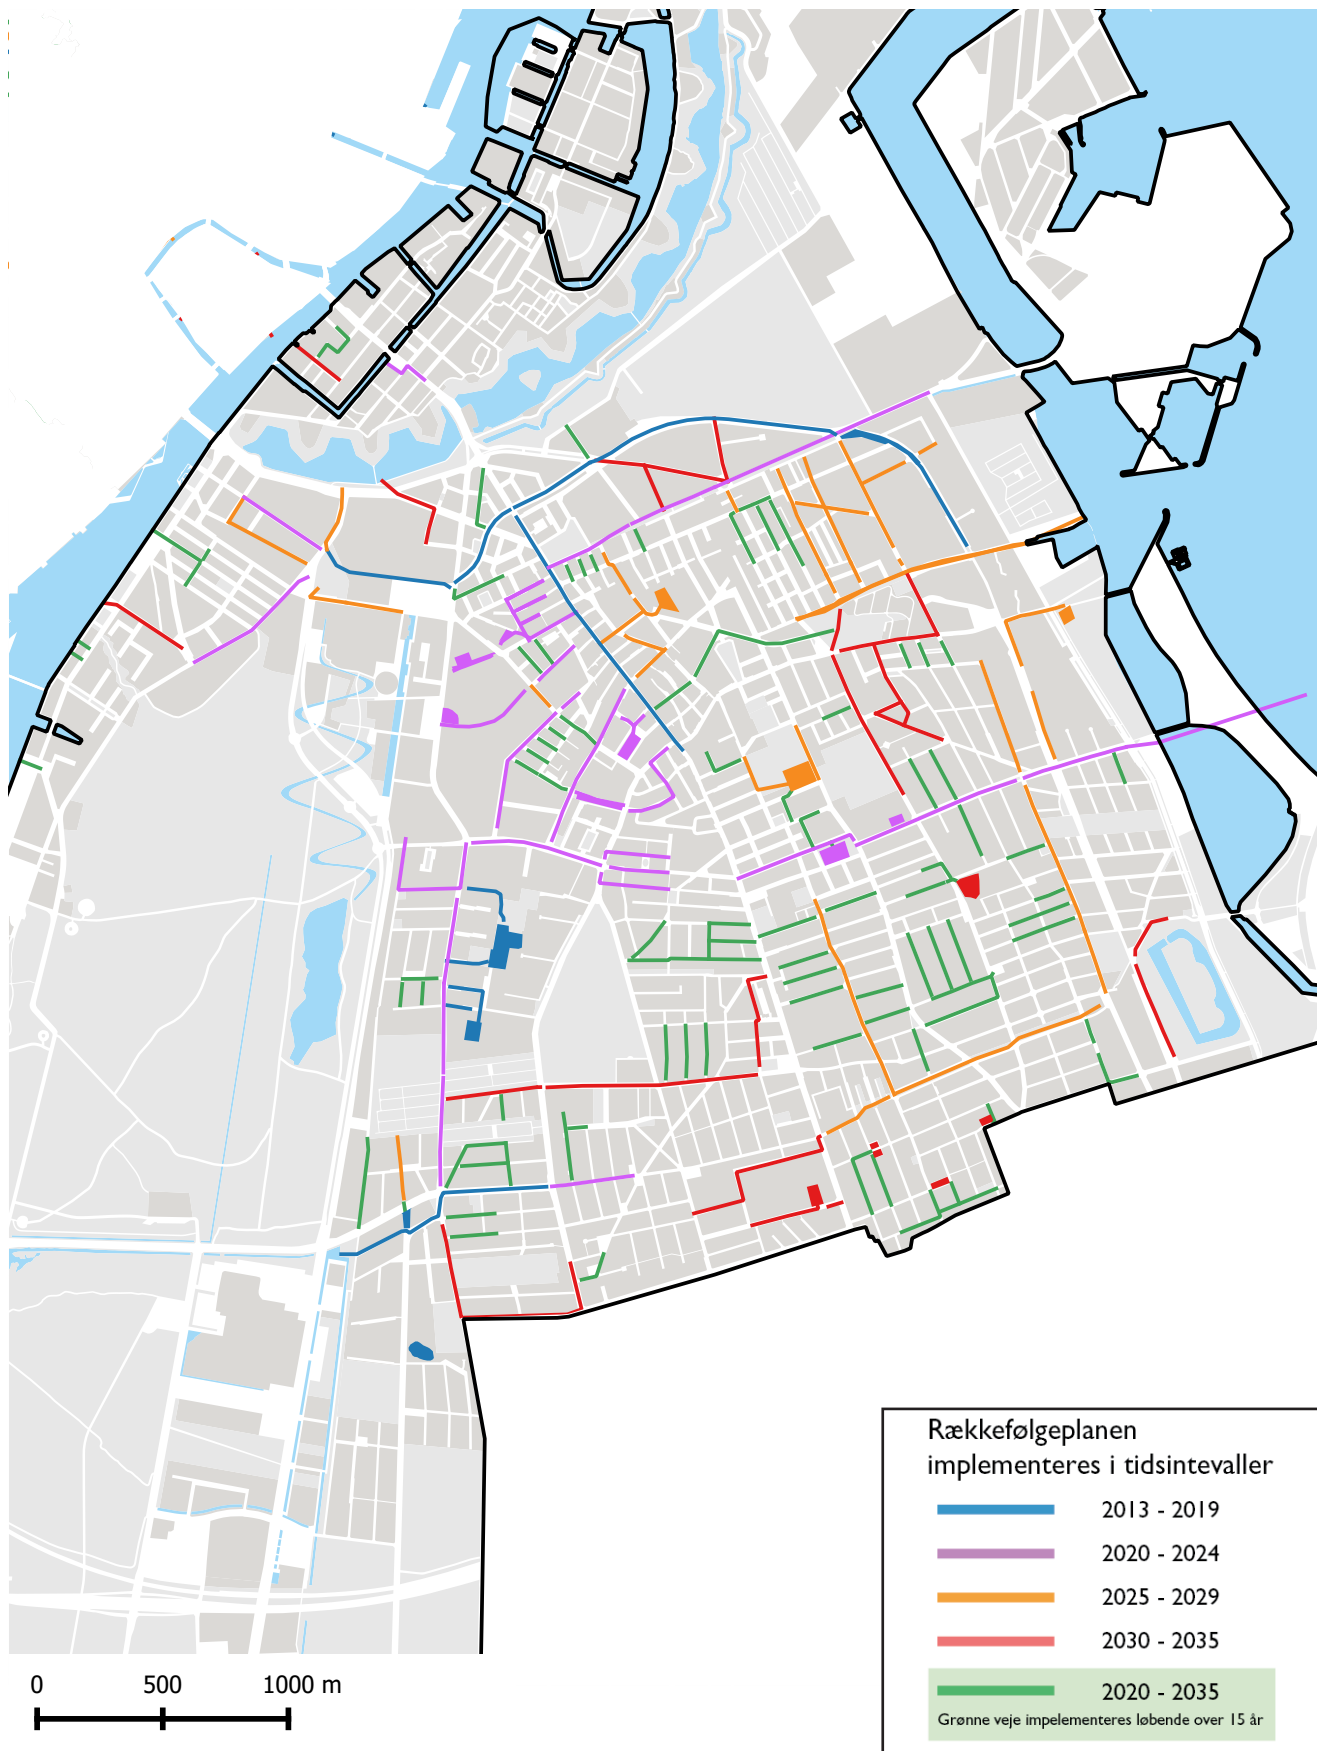 Rækkefølgeplanen
implementeres i tidsintevaller
2013 - 2019
2020 - 2024
2025 - 2029
2030 - 2035
2020 - 2035
Grønne veje impelementeres løbende over 15 år
0 500 1000 m